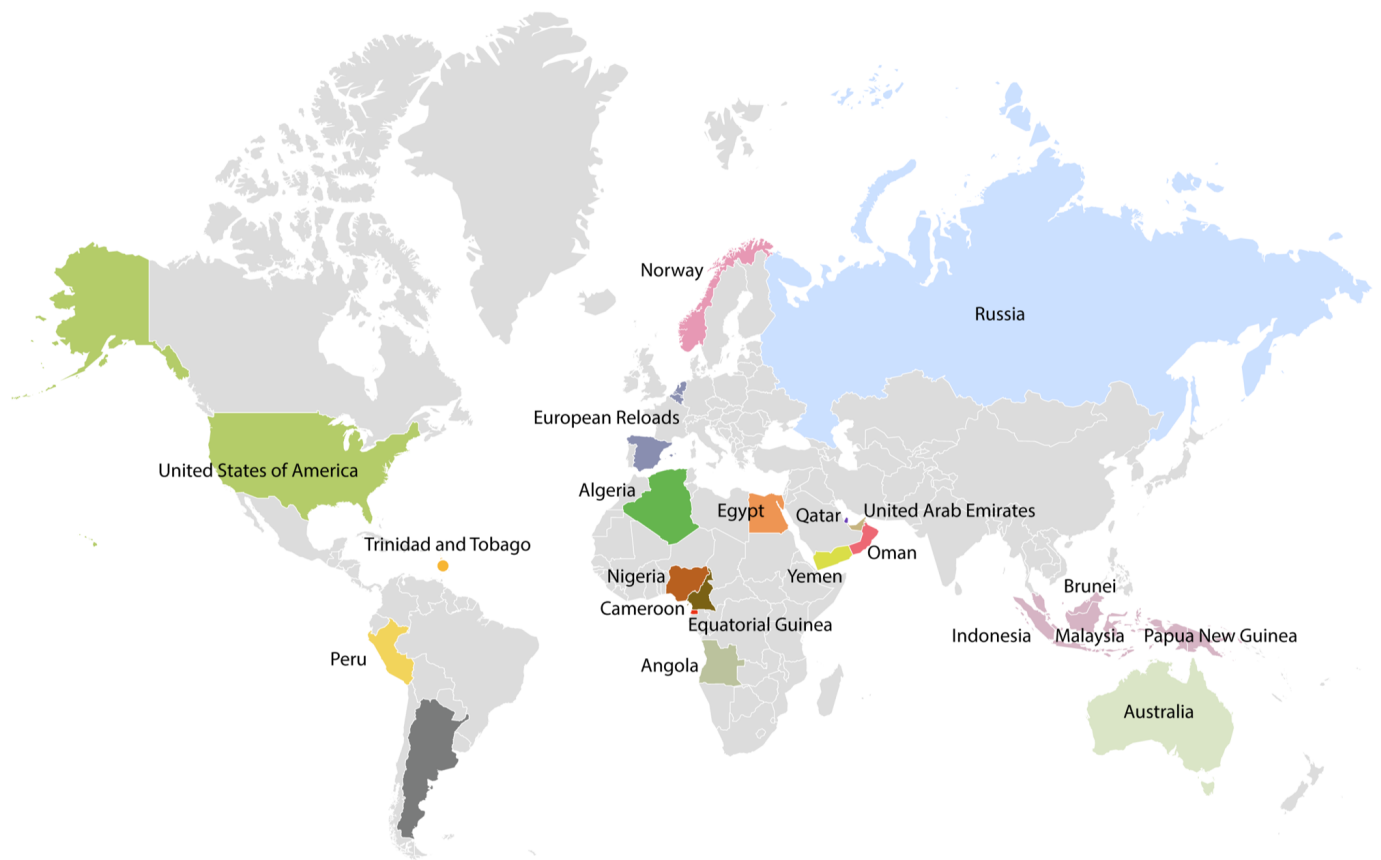 Norway
Russia
European Reloads
United States of America
Algeria
Egypt
Qatar
United Arab Emirates
Trinidad and Tobago
Oman
Nigeria
Yemen
Brunei
Cameroon
Equatorial Guinea
Indonesia
Malaysia
Papua New Guinea
Peru
Angola
Australia